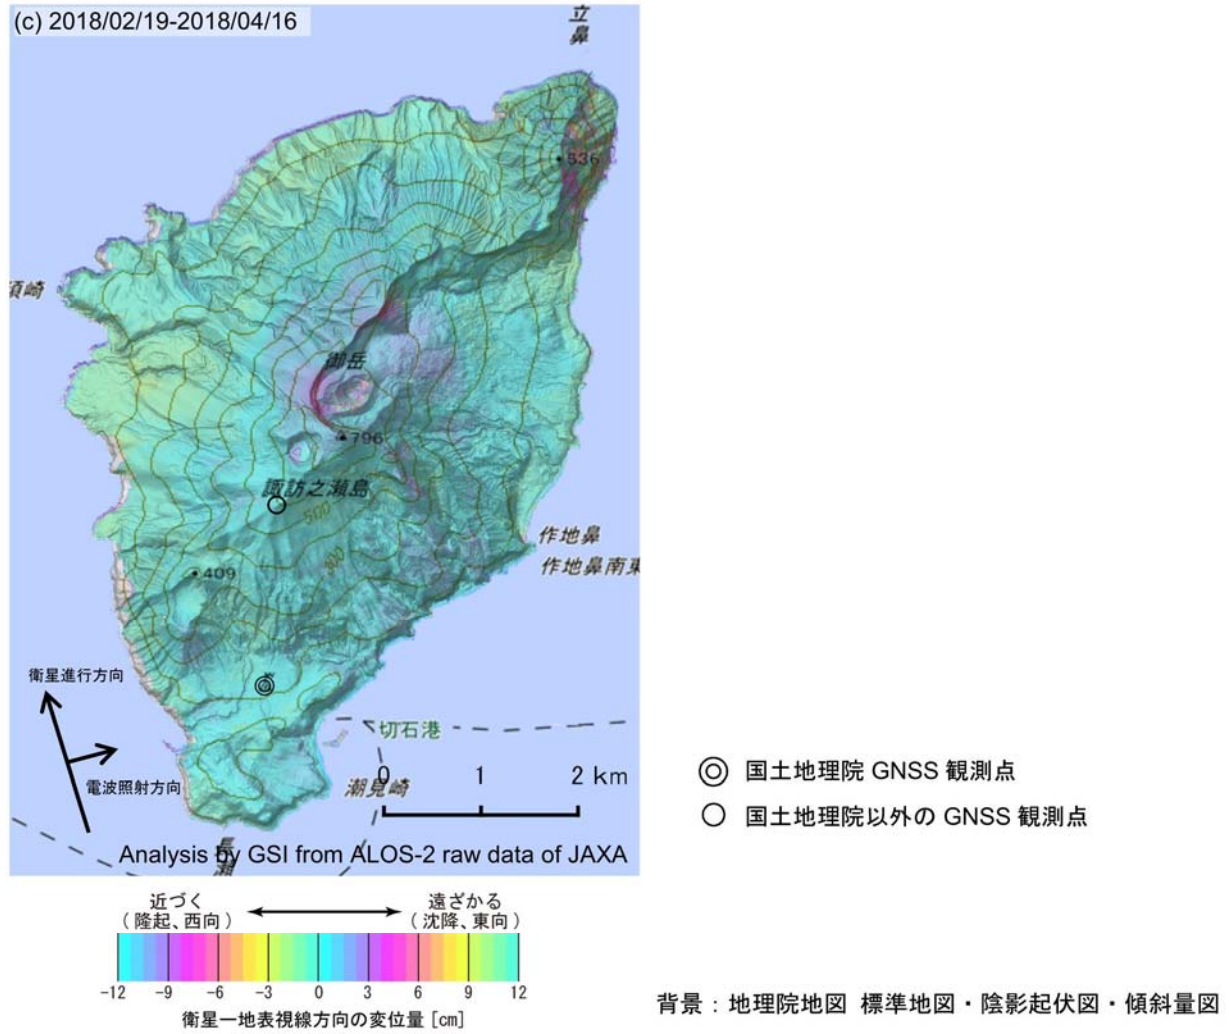 (c) 2018/02/19-2018/04/16
立
鼻
536
須崎
御岳
796
諏訪之瀬島
500
300
409
作地鼻
作地鼻南東
衛星進行方向
電波照射方向
切石港
潮見崎
0 1 2 km
長
瀬
Analysis by GSI from ALOS-2 raw data of JAXA
◎ 国土地理院 GNSS 観測点
○ 国土地理院以外の GNSS 観測点
近づく 遠ざかる
(隆起、西向) (沈降、東向)
-12 -9 -6 -3 0 3 6 9 12
衛星―地表視線方向の変位量 [cm]
背景：地理院地図 標準地図・陰影起伏図・傾斜量図